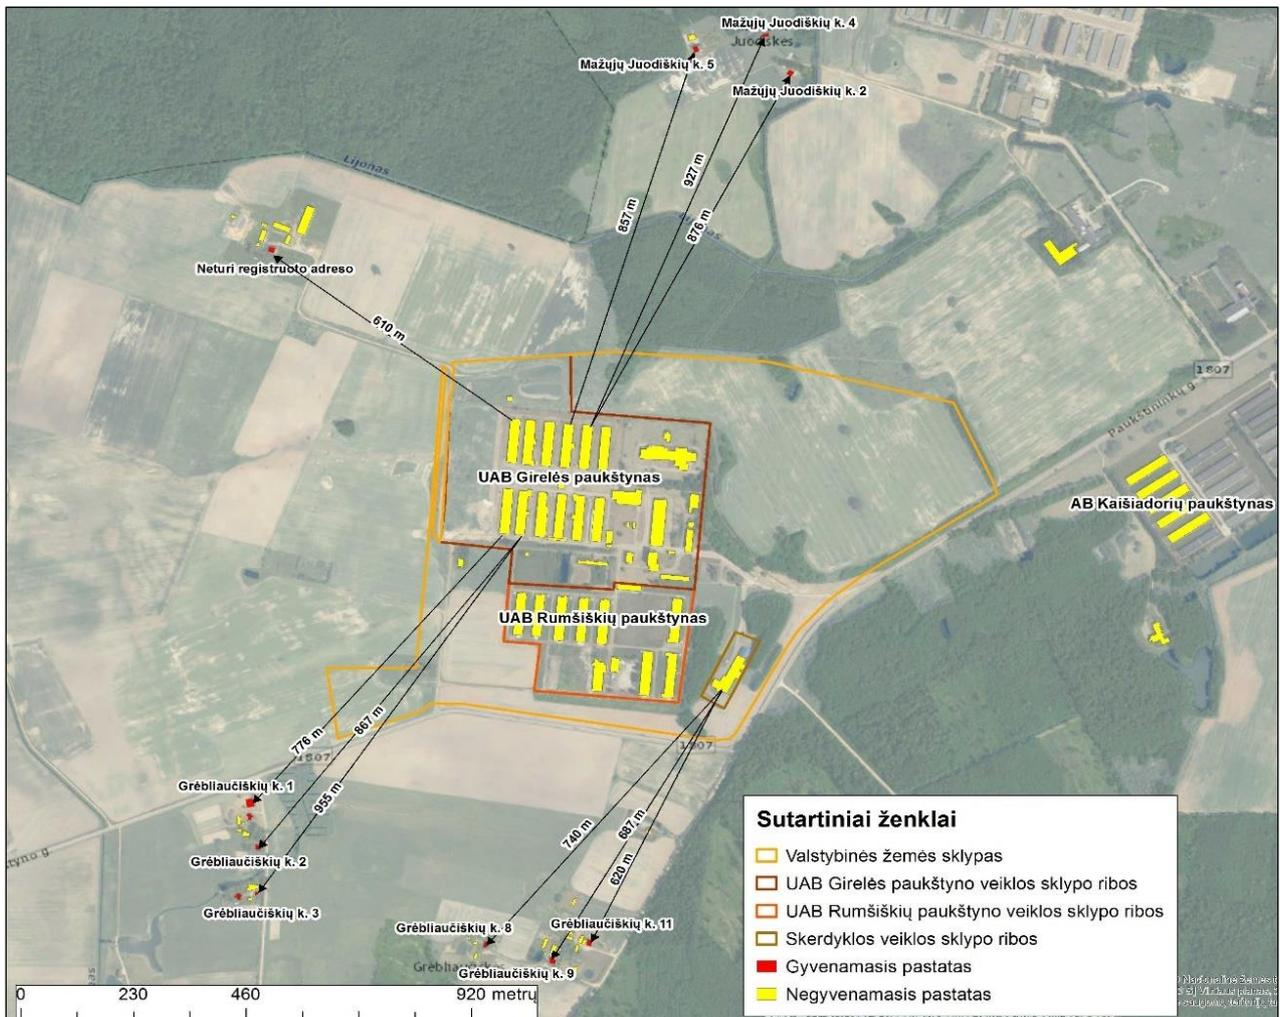 Mažųjų Juodiškių k. 4
Juodiškės
Mažųjų Juodiškių k. 5
Mažųjų Juodiškių k. 2
Lijonas
927 m
857 m
876 m
Neturi registruoto adreso
610 m
1807
Paukštininkų g.
UAB Girelės paukštynas
AB Kaišiadorių paukštynas
UAB Rumšiškių paukštynas
776 m
867 m
1807
1807
Grėbliaučiškių k. 1
955 m
740 m
687 m
620 m
Grėbliaučiškių k. 2
Grėbliaučiškių k. 3
Grėbliaučiškių k. 8
Grėbliaučiškių k. 11
Grėbliaučiškių k. 9
Sutartiniai ženklai
Valstybinės žemės sklypas
UAB Girelės paukštyno veiklos sklypo ribos
UAB Rumšiškių paukštyno veiklos sklypo ribos
Skerdyklos veiklos sklypo ribos
Gyvenamasis pastatas
Negyvenamasis pastatas
0 230 460 920 metrų